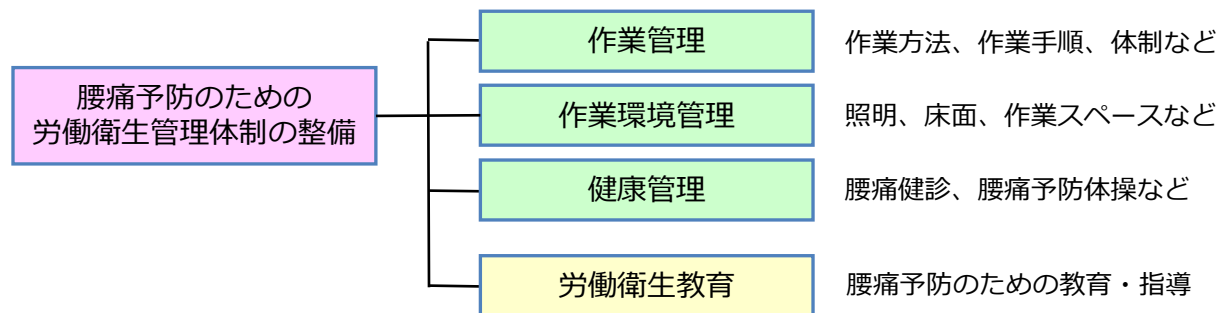 腰痛予防のための
労働衛生管理体制の整備
作業管理
作業方法、作業手順、体制など
作業環境管理
照明、床面、作業スペースなど
健康管理
腰痛健診、腰痛予防体操など
労働衛生教育
腰痛予防のための教育・指導